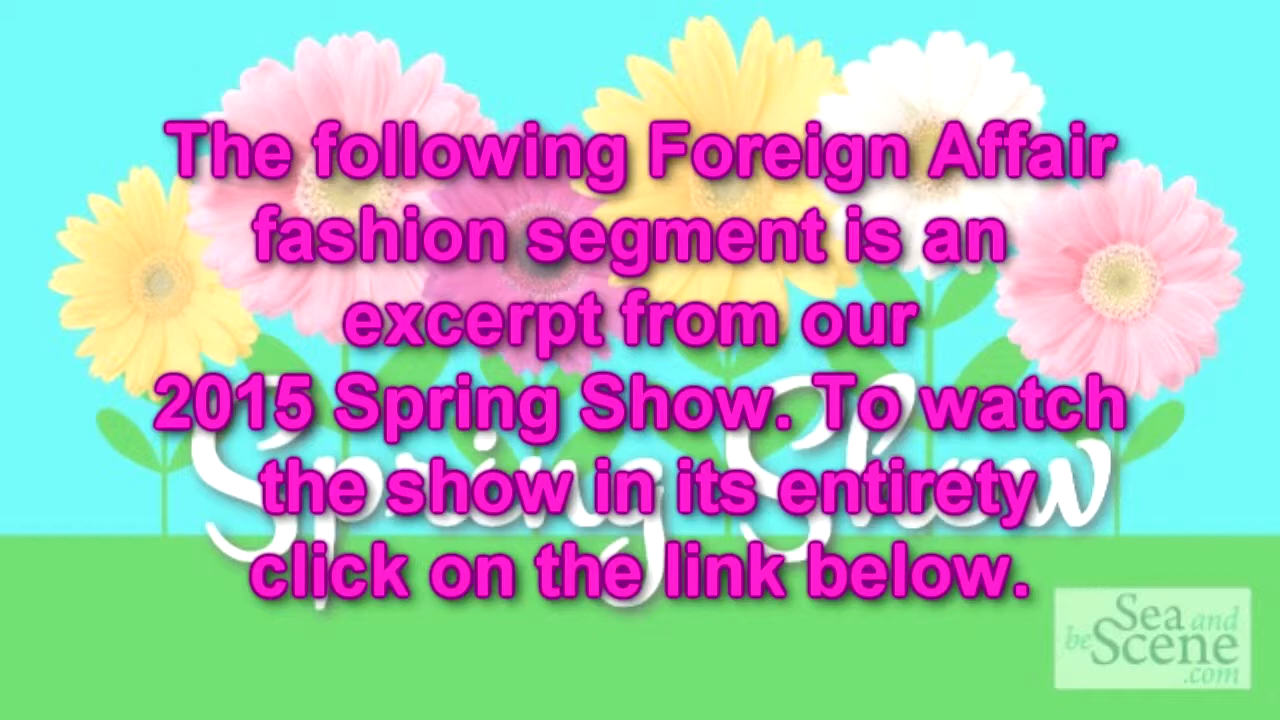 The following Foreign Affair
fashion segment is an
excerpt from our
2015 Spring Show. To watch
the show in its entirety
click on the link below.
Spring Show
Sea and
be Scene
.com